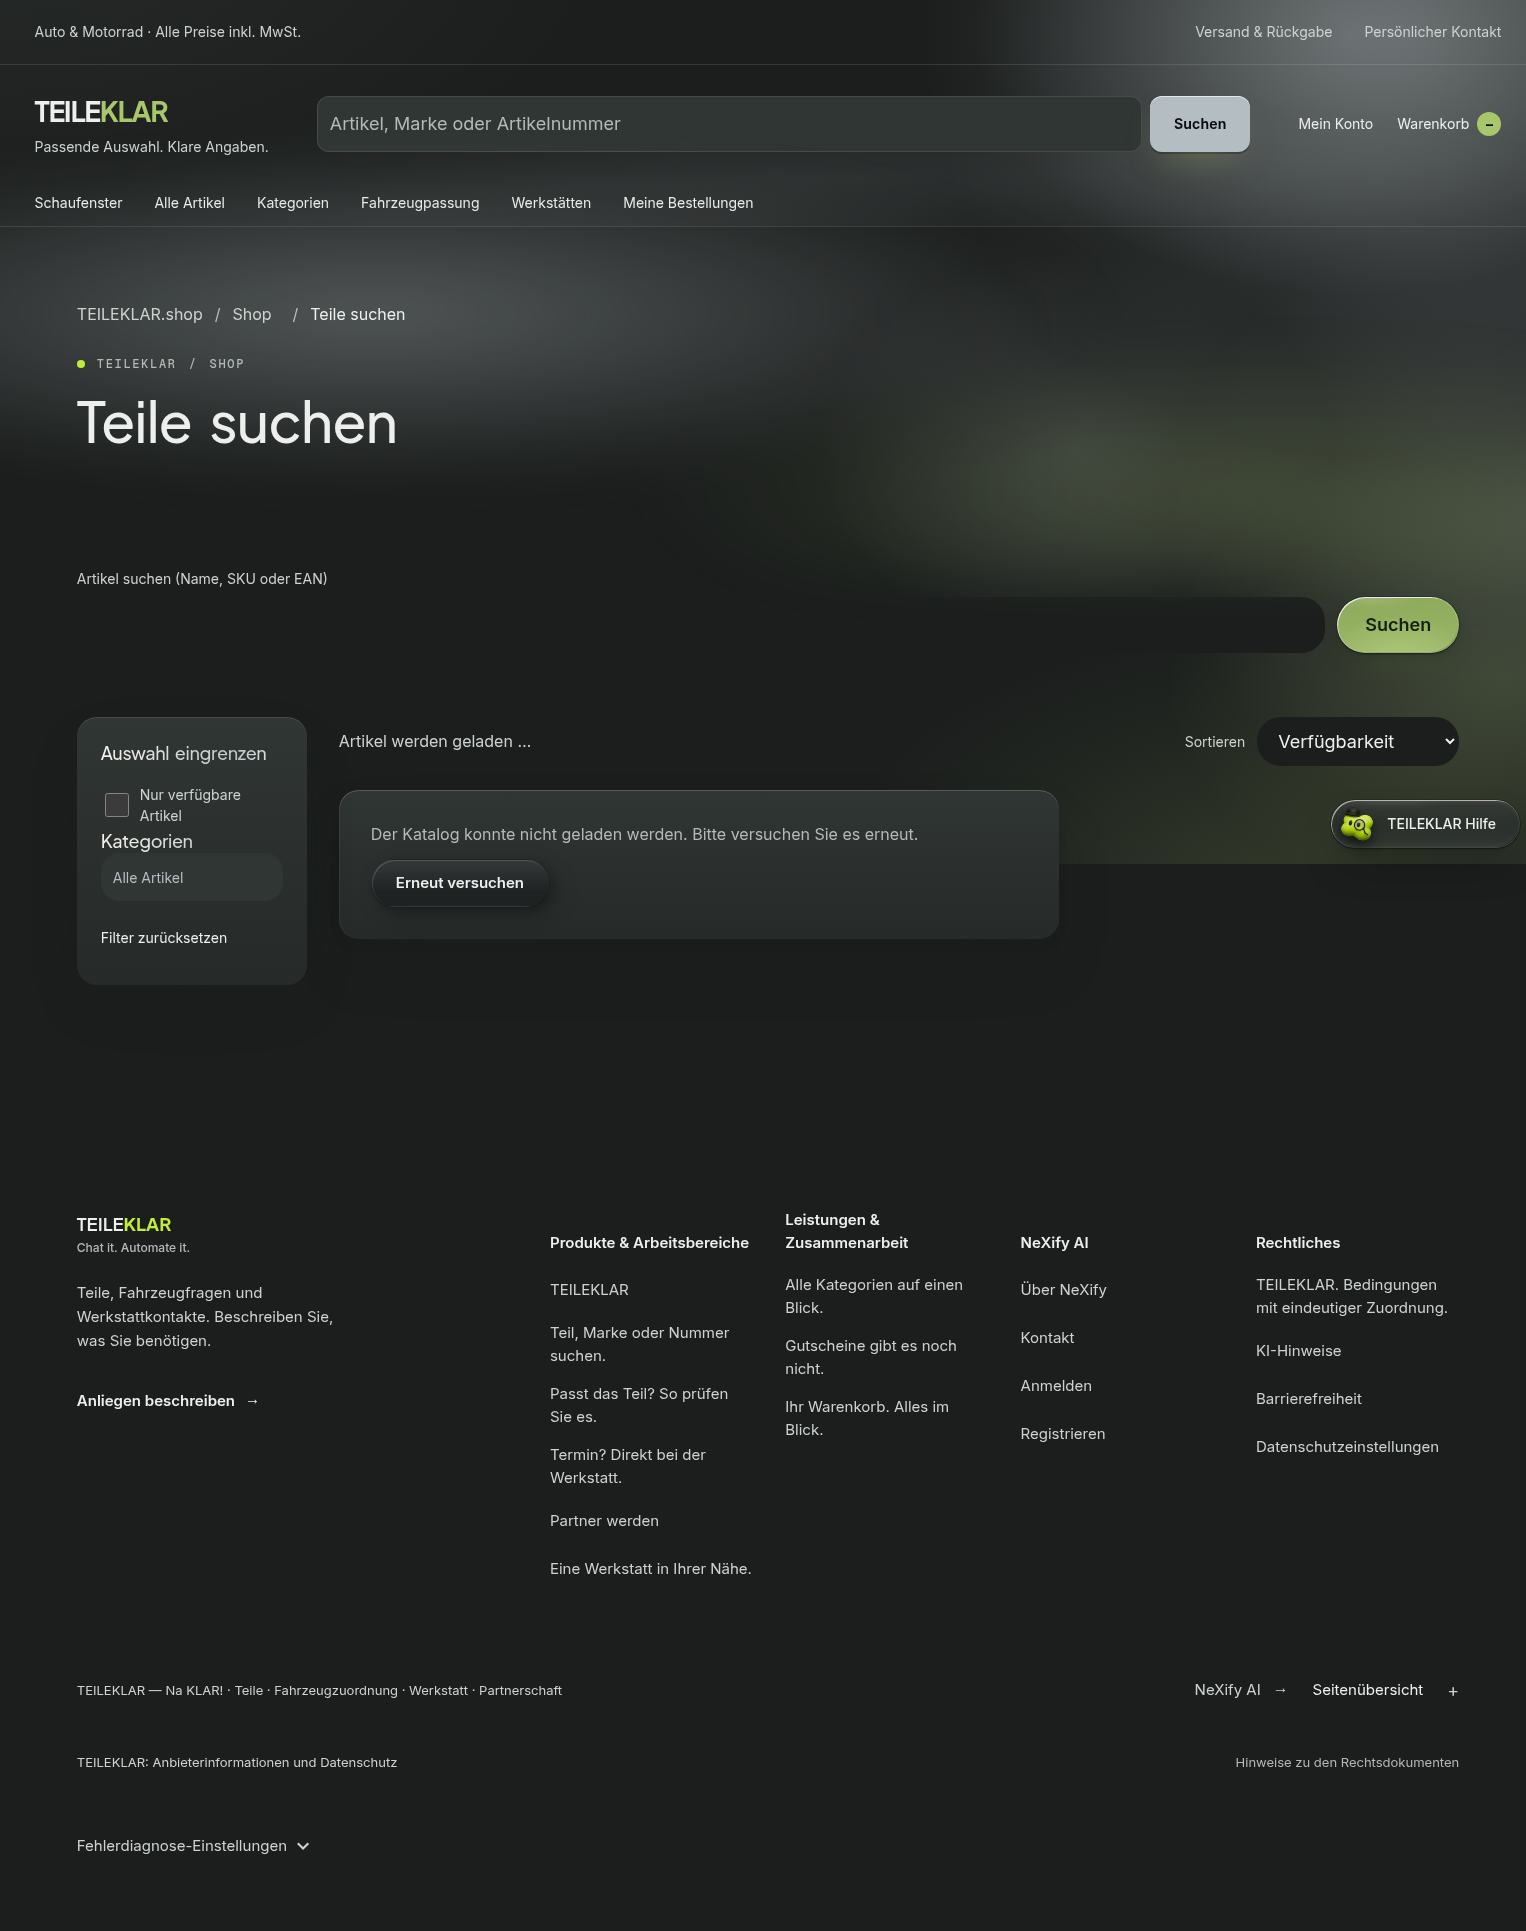 Auto & Motorrad · Alle Preise inkl. MwSt.
Versand & Rückgabe
Persönlicher Kontakt
TEILEKLAR
Passende Auswahl. Klare Angaben.
Artikel, Marke oder Artikelnummer
Suchen
Mein Konto
Warenkorb –
Schaufenster
Alle Artikel
Kategorien
Fahrzeugpassung
Werkstätten
Meine Bestellungen
TEILEKLAR.shop / Shop / Teile suchen
TEILEKLAR / SHOP
Teile suchen
Artikel suchen (Name, SKU oder EAN)
Suchen
Auswahl eingrenzen
Nur verfügbare
Artikel
Kategorien
Alle Artikel
Filter zurücksetzen
Artikel werden geladen ...
Sortieren
Verfügbarkeit
Der Katalog konnte nicht geladen werden. Bitte versuchen Sie es erneut.
Erneut versuchen
TEILEKLAR Hilfe
TEILEKLAR
Chat it. Automate it.
Teile, Fahrzeugfragen und
Werkstattkontakte. Beschreiben Sie,
was Sie benötigen.
Anliegen beschreiben →
Produkte & Arbeitsbereiche
TEILEKLAR
Teil, Marke oder Nummer
suchen.
Passt das Teil? So prüfen
Sie es.
Termin? Direkt bei der
Werkstatt.
Partner werden
Eine Werkstatt in Ihrer Nähe.
Leistungen &
Zusammenarbeit
Alle Kategorien auf einen
Blick.
Gutscheine gibt es noch
nicht.
Ihr Warenkorb. Alles im
Blick.
NeXify AI
Über NeXify
Kontakt
Anmelden
Registrieren
Rechtliches
TEILEKLAR. Bedingungen
mit eindeutiger Zuordnung.
KI-Hinweise
Barrierefreiheit
Datenschutzeinstellungen
TEILEKLAR — Na KLAR! · Teile · Fahrzeugzuordnung · Werkstatt · Partnerschaft
NeXify AI →
Seitenübersicht +
TEILEKLAR: Anbieterinformationen und Datenschutz
Hinweise zu den Rechtsdokumenten
Fehlerdiagnose-Einstellungen